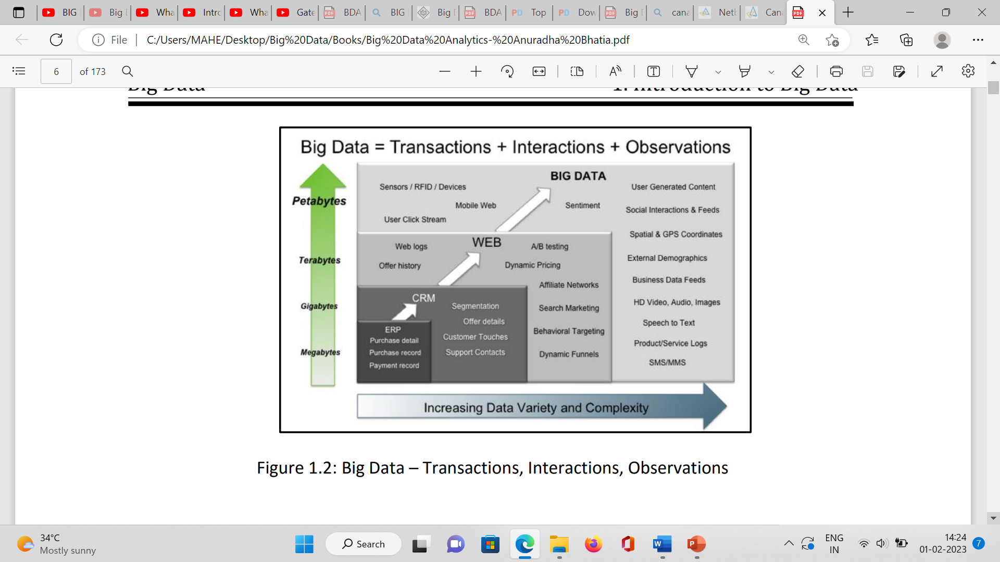 BIG
Big
Wha
Intro
Wha
Gate
BDA
BIG
Big
BDA
PD Top
PD Dow
Big
cana
Netb
Cana
File
C:/Users/MAHE/Desktop/Big%20Data/Books/Big%20Data%20Analytics-%20Anuradha%20Bhatia.pdf
6 of 173
Big Data 1. Introduction to Big Data
Big Data = Transactions + Interactions + Observations
Petabytes
Terabytes
Gigabytes
Megabytes
BIG DATA
Sensors / RFID / Devices
Mobile Web
User Click Stream
Sentiment
User Generated Content
Social Interactions & Feeds
Spatial & GPS Coordinates
External Demographics
Business Data Feeds
HD Video, Audio, Images
Speech to Text
Product/Service Logs
SMS/MMS
WEB
Web logs
Offer history
A/B testing
Dynamic Pricing
Affiliate Networks
Search Marketing
Behavioral Targeting
Dynamic Funnels
CRM
Segmentation
Offer details
Customer Touches
Support Contacts
ERP
Purchase detail
Purchase record
Payment record
Increasing Data Variety and Complexity
Figure 1.2: Big Data – Transactions, Interactions, Observations
34°C
Mostly sunny
Search
ENG
IN
14:24
01-02-2023
7